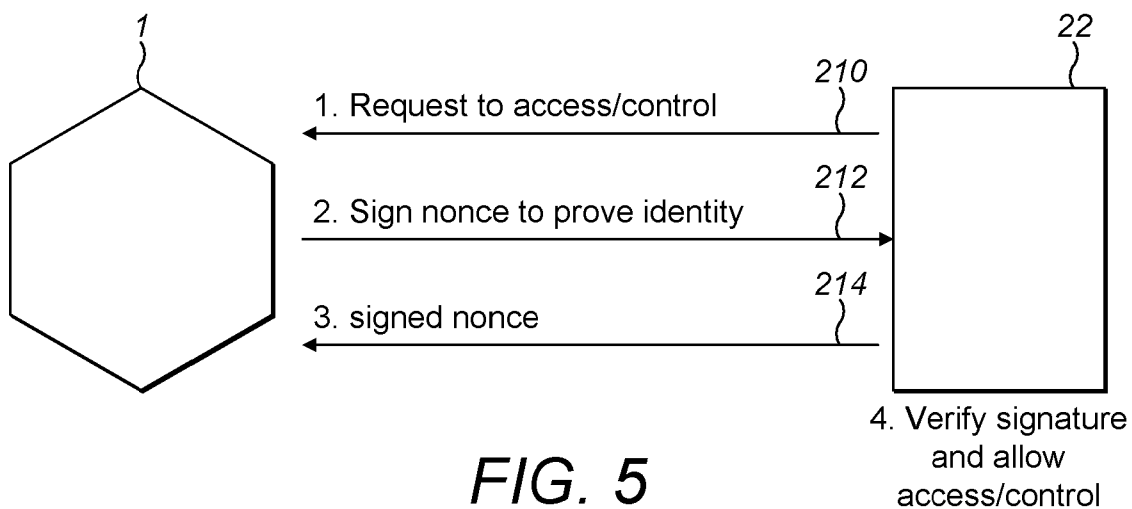 1
22
210
1. Request to access/control
212
2. Sign nonce to prove identity
214
3. signed nonce
4. Verify signature
and allow
access/control
FIG. 5